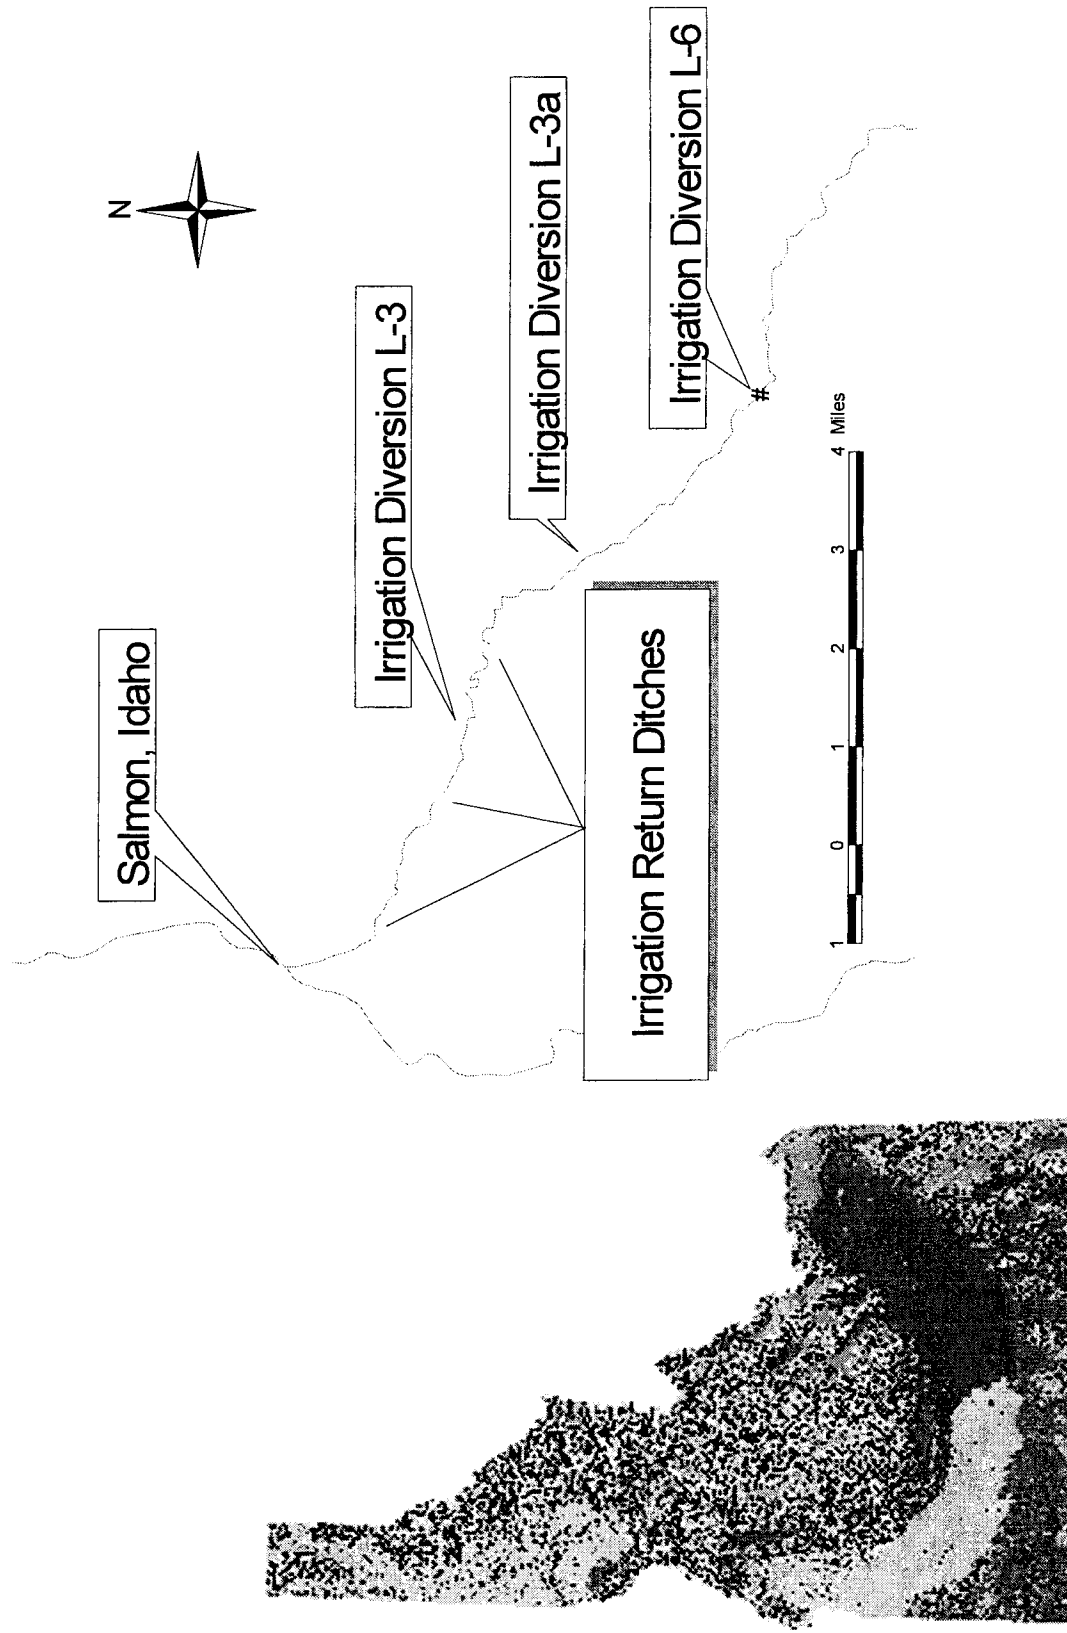 N
Salmon, Idaho
Irrigation Diversion L-3
Irrigation Diversion L-3a
Irrigation Diversion L-6
#
Irrigation Return Ditches
1 0 1 2 3 4 Miles